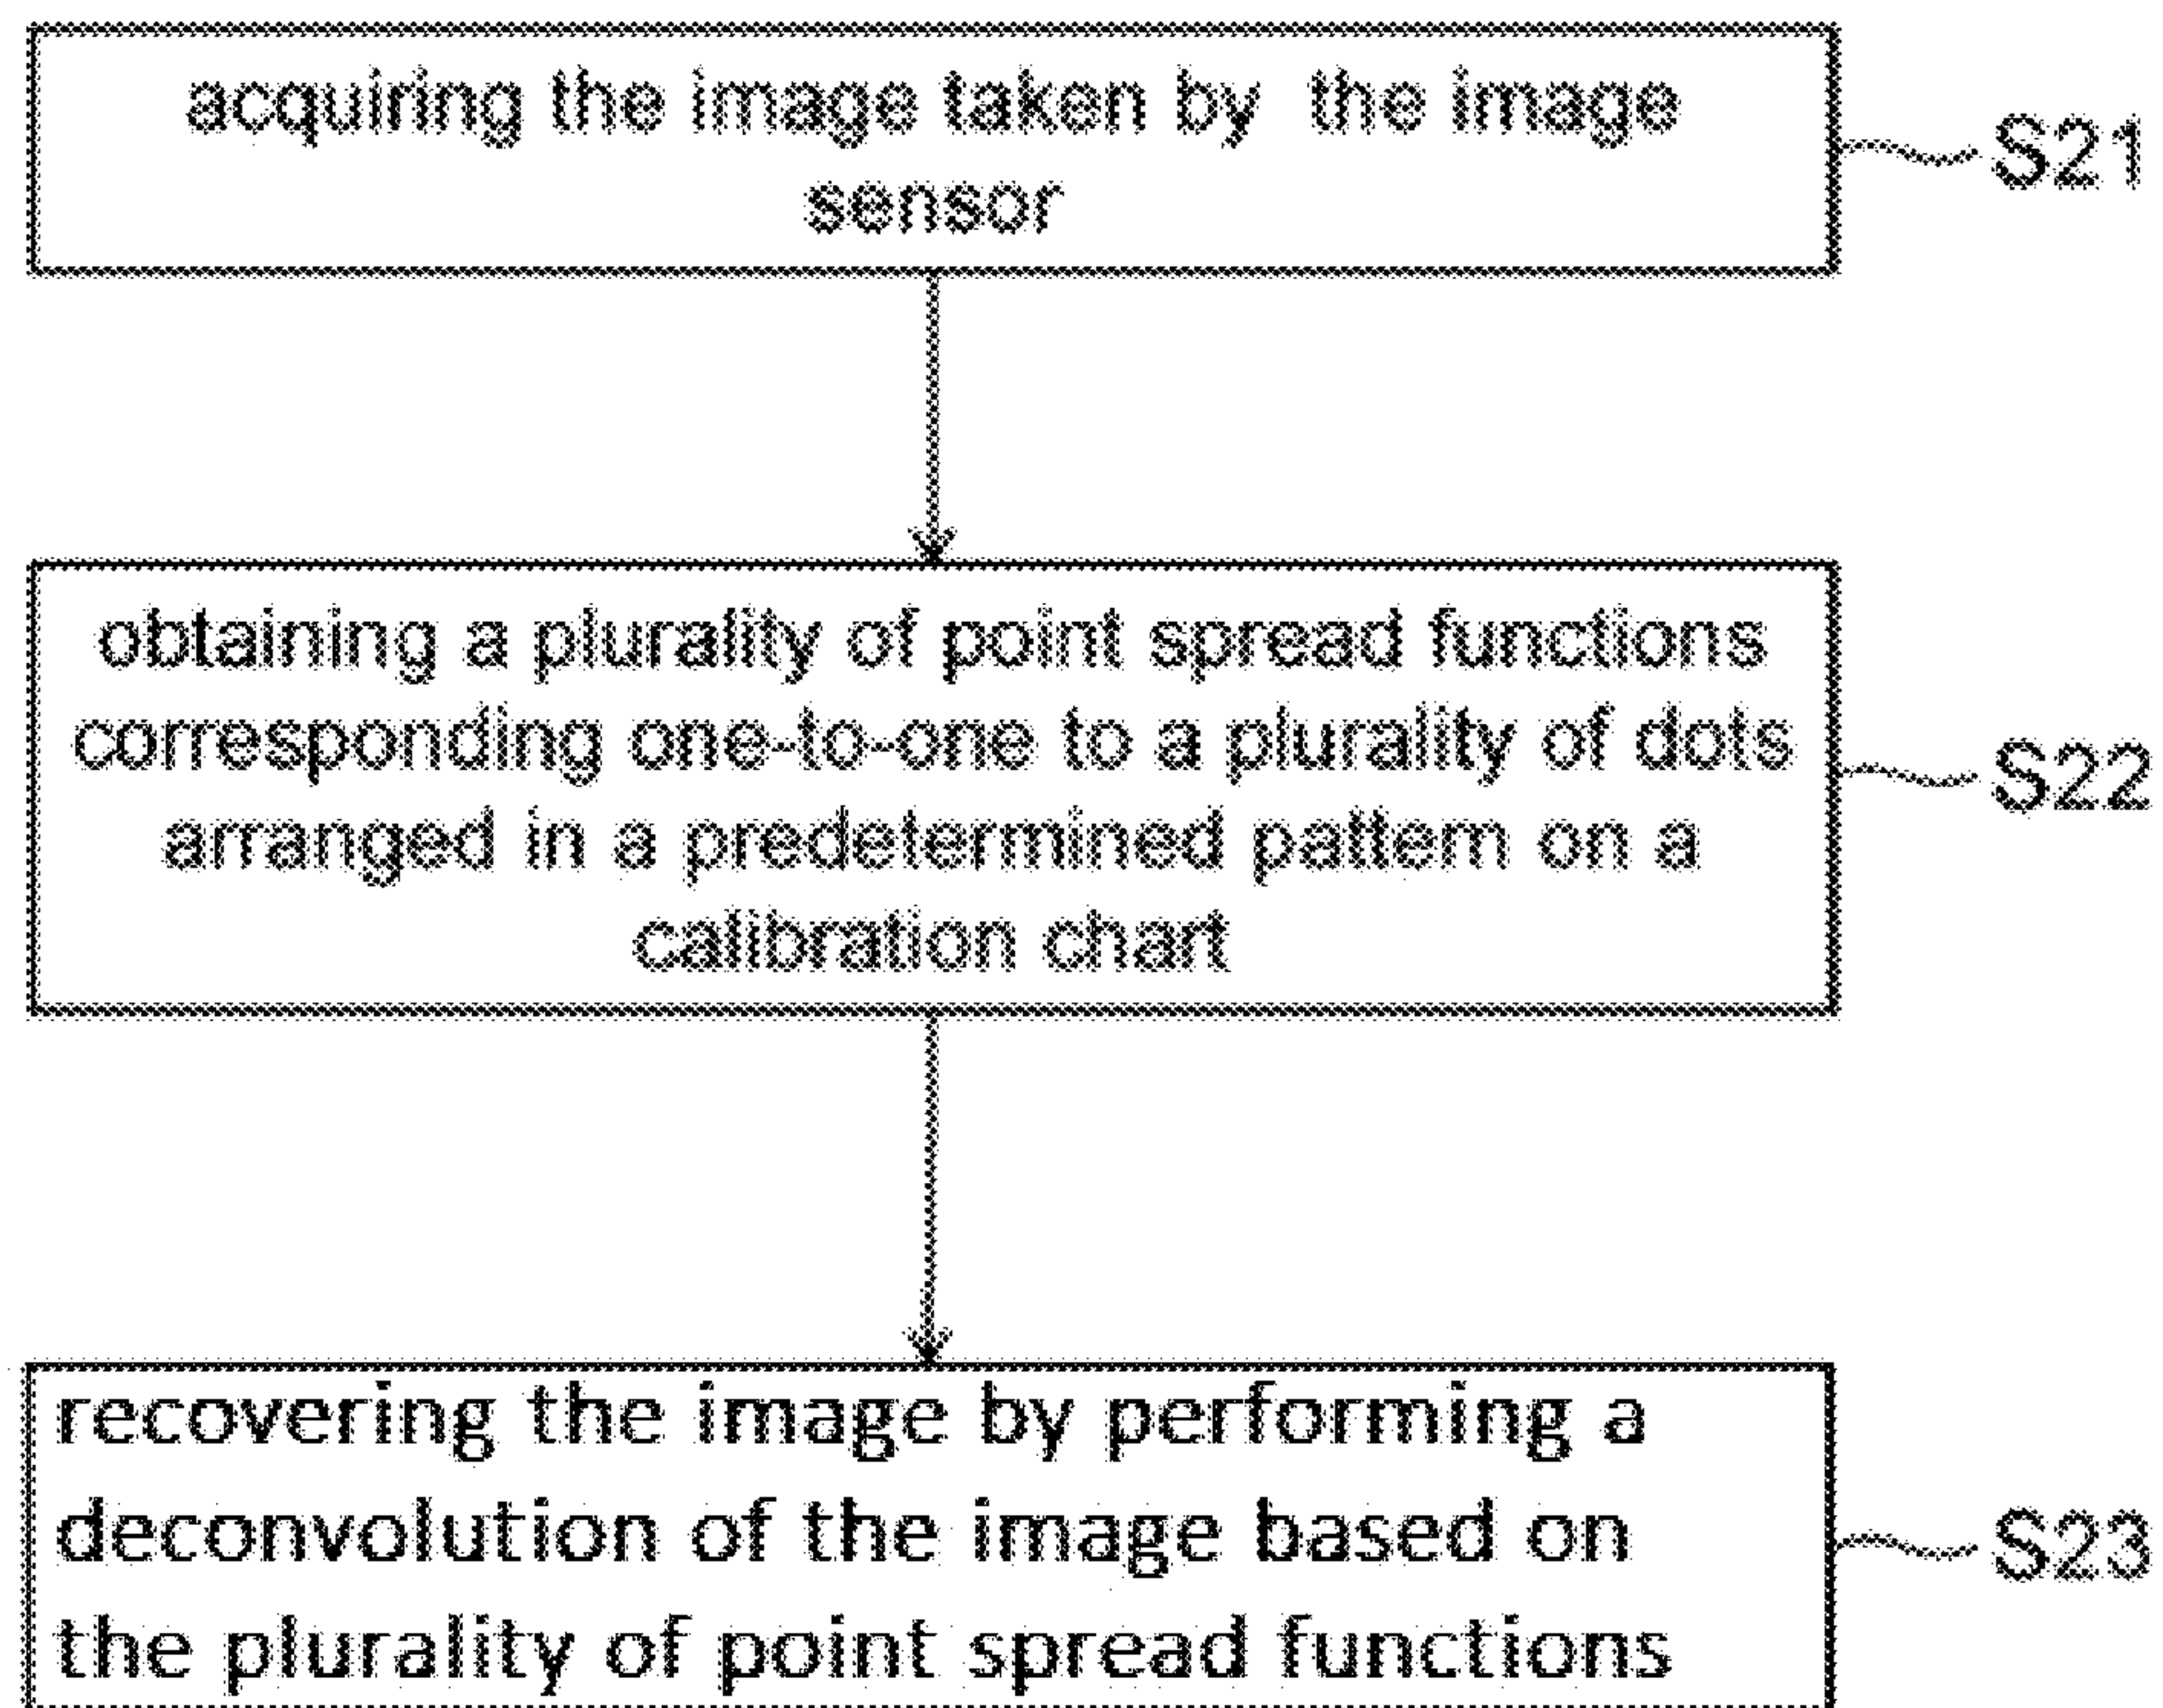 acquiring the image taken by the image
sensor
S21
obtaining a plurality of point spread functions
corresponding one-to-one to a plurality of dots
arranged in a predetermined pattern on a
calibration chart
S22
recovering the image by performing a
deconvolution of the image based on
the plurality of point spread functions
S23